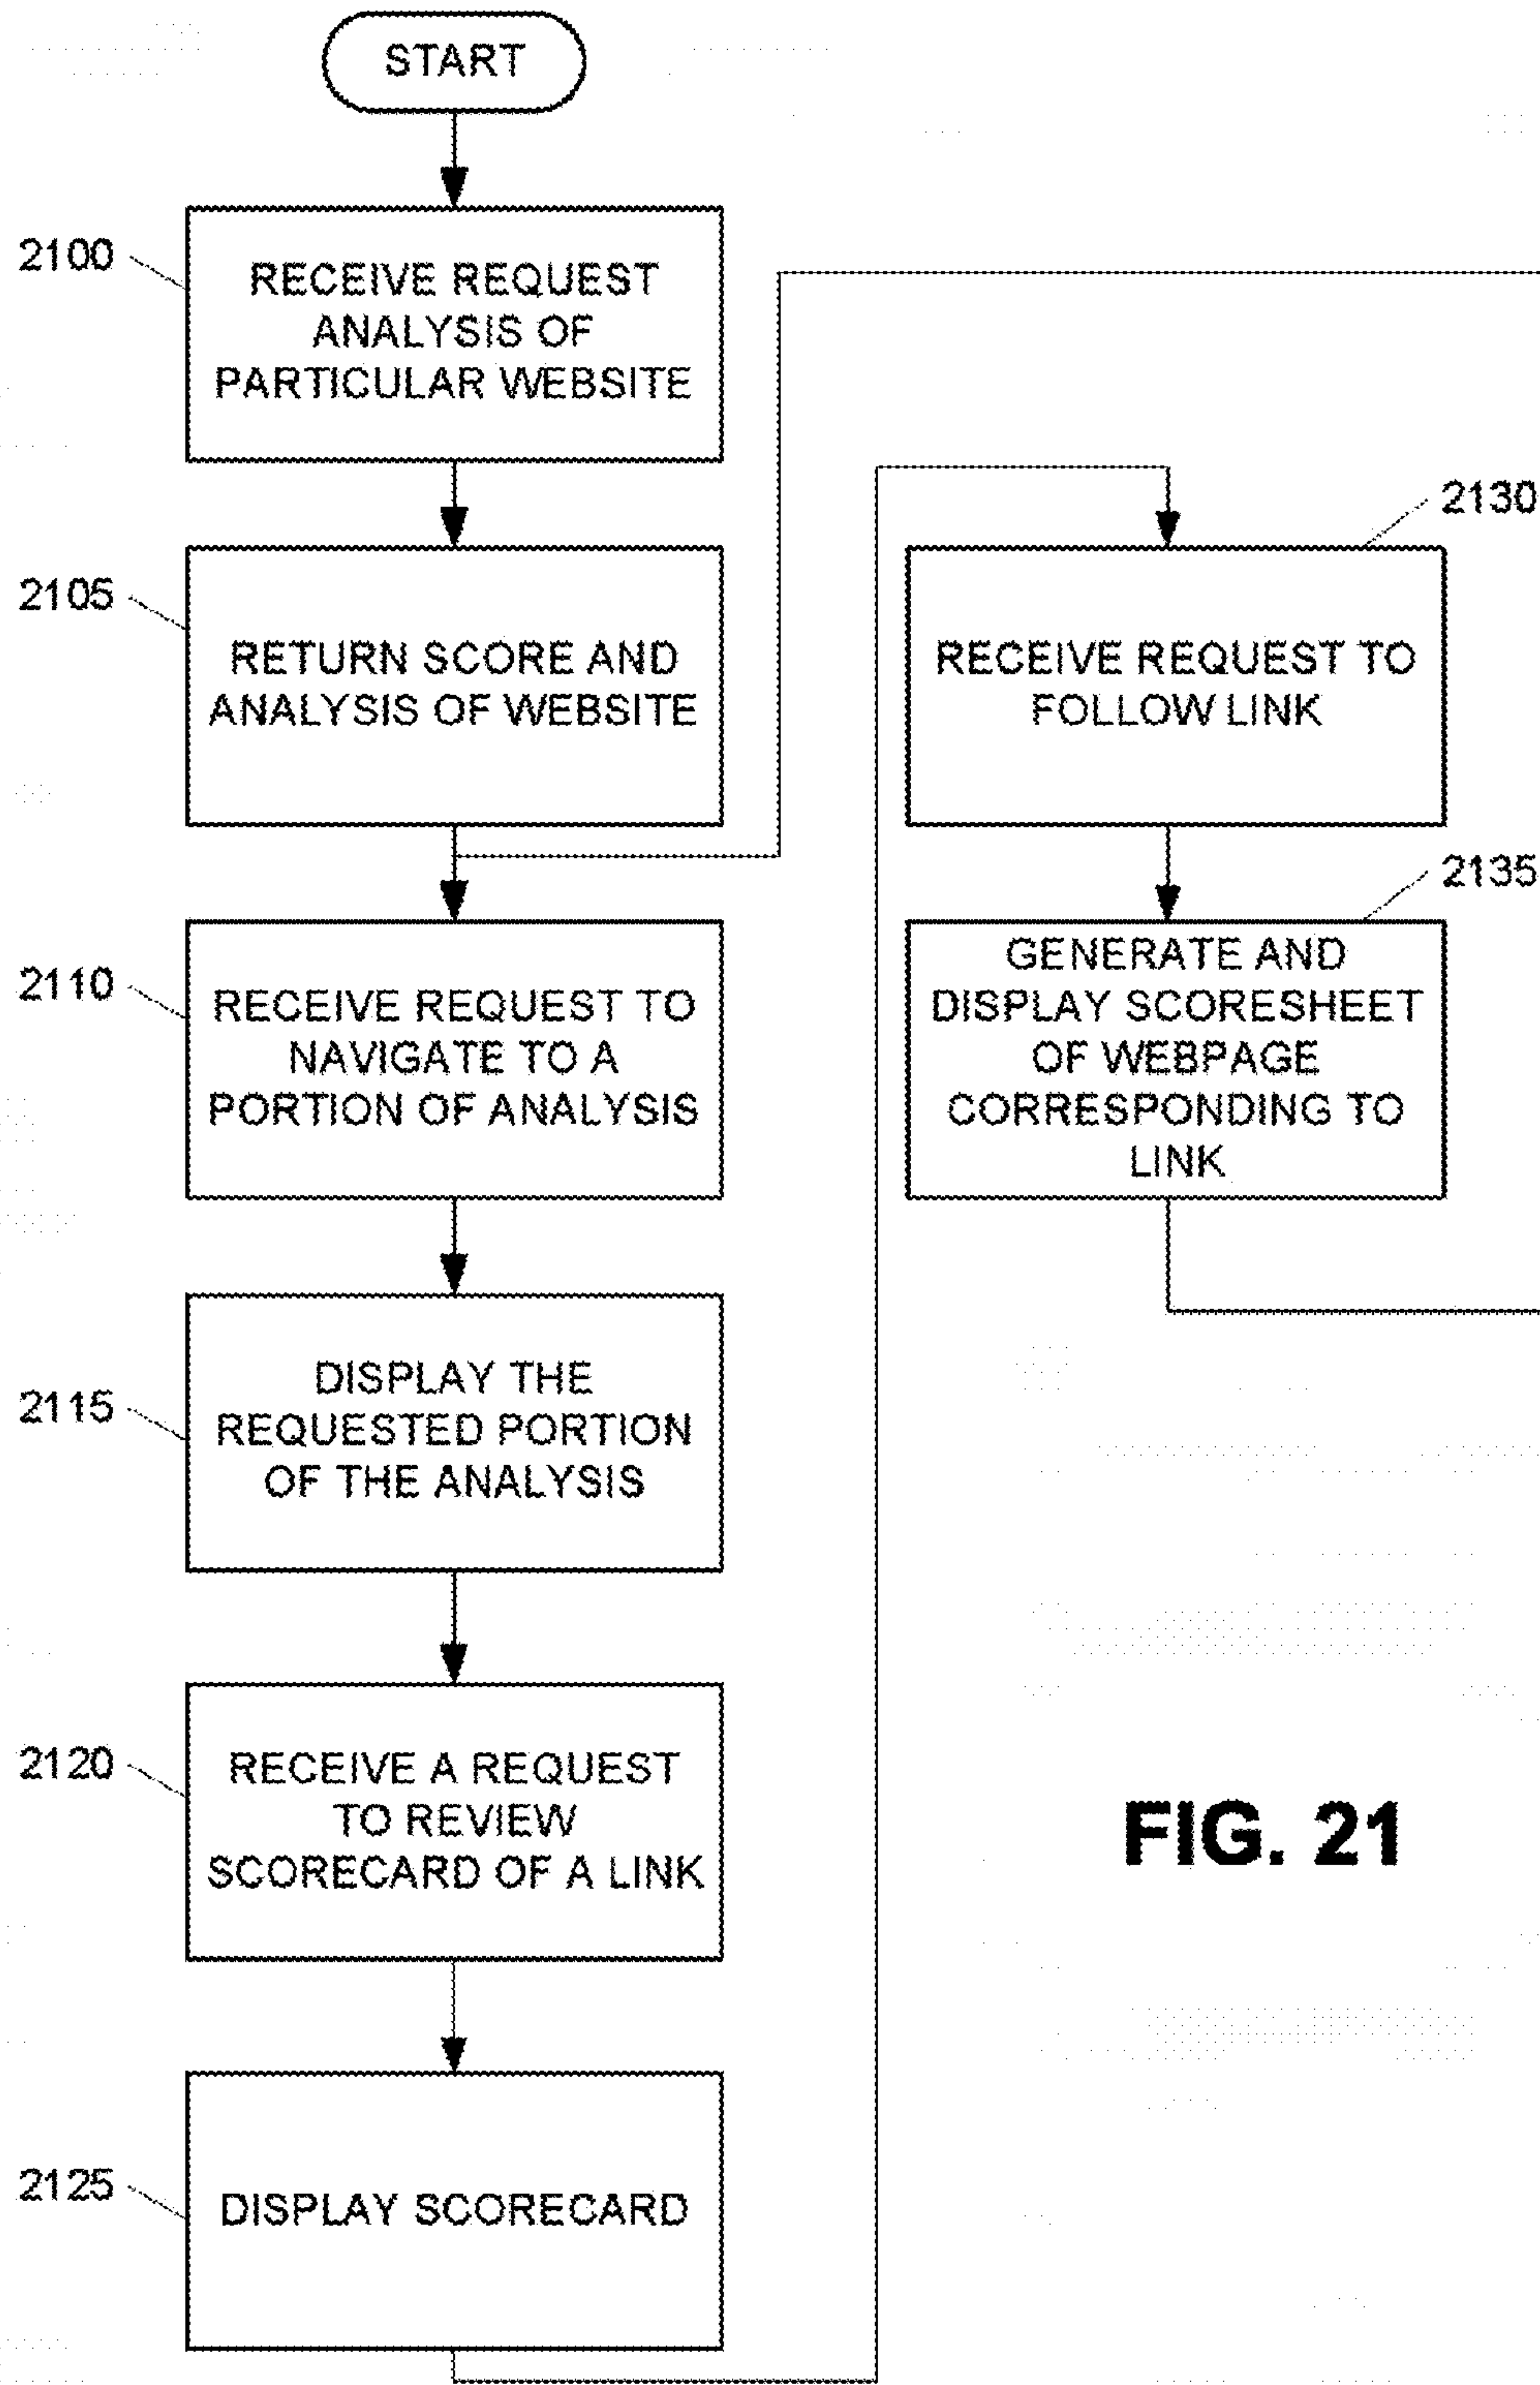 START
2100
RECEIVE REQUEST
ANALYSIS OF
PARTICULAR WEBSITE
2105
RETURN SCORE AND
ANALYSIS OF WEBSITE
2110
RECEIVE REQUEST TO
NAVIGATE TO A
PORTION OF ANALYSIS
2115
DISPLAY THE
REQUESTED PORTION
OF THE ANALYSIS
2120
RECEIVE A REQUEST
TO REVIEW
SCORECARD OF A LINK
2125
DISPLAY SCORECARD
2130
RECEIVE REQUEST TO
FOLLOW LINK
2135
GENERATE AND
DISPLAY SCORESHEET
OF WEBPAGE
CORRESPONDING TO
LINK
FIG. 21